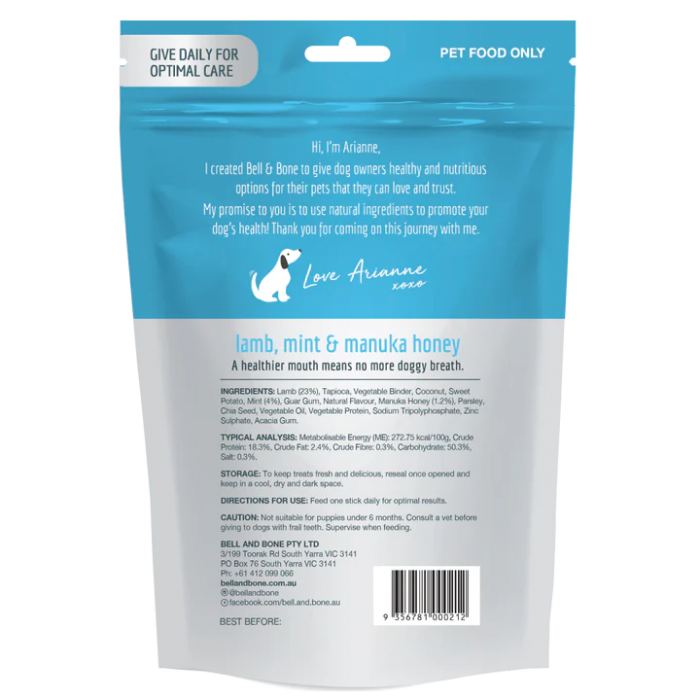 GIVE DAILY FOR
OPTIMAL CARE
PET FOOD ONLY
Hi, I'm Arianne,
I created Bell & Bone to give dog owners healthy and nutritious
options for their pets that they can love and trust.
My promise to you is to use natural ingredients to promote your
dog's health! Thank you for coming on this journey with me.
Love Arianne
xoxo
lamb, mint & manuka honey
A healthier mouth means no more doggy breath.
INGREDIENTS: Lamb (23%), Tapioca, Vegetable Binder, Coconut, Sweet
Potato, Mint (4%), Guar Gum, Natural Flavour, Manuka Honey (1.2%), Parsley,
Chia Seed, Vegetable Oil, Vegetable Protein, Sodium Tripolyphosphate, Zinc
Sulphate, Acacia Gum.
TYPICAL ANALYSIS: Metabolisable Energy (ME): 272.75 kcal/100g, Crude
Protein: 18.3%, Crude Fat: 2.4%, Crude Fibre: 0.3%, Carbohydrate: 50.3%,
Salt: 0.3%.
STORAGE: To keep treats fresh and delicious, reseal once opened and
keep in a cool, dry and dark space.
DIRECTIONS FOR USE: Feed one stick daily for optimal results.
CAUTION: Not suitable for puppies under 6 months. Consult a vet before
giving to dogs with frail teeth. Supervise when feeding.
BELL AND BONE PTY LTD
3/199 Toorak Rd South Yarra VIC 3141
PO Box 76 South Yarra VIC 3141
Ph: +61 412 099 066
bellandbone.com.au
@bellandbone
facebook.com/bell.and.bone.au
BEST BEFORE:
9 356781 000212